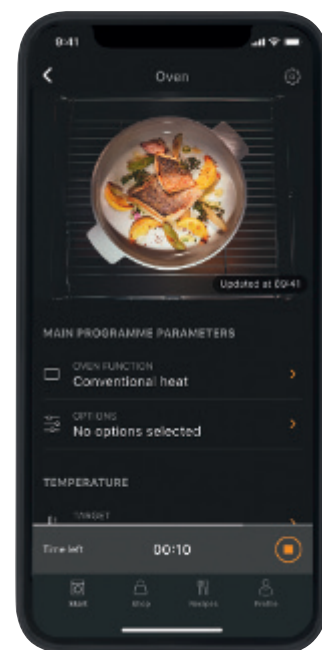 9:41
Oven
Updated at 09:41
MAIN PROGRAMME PARAMETERS
OVEN FUNCTION
Conventional heat
OPTIONS
No options selected
TEMPERATURE
TARGET
Time left 00:10
Start Shop Recipes Profile